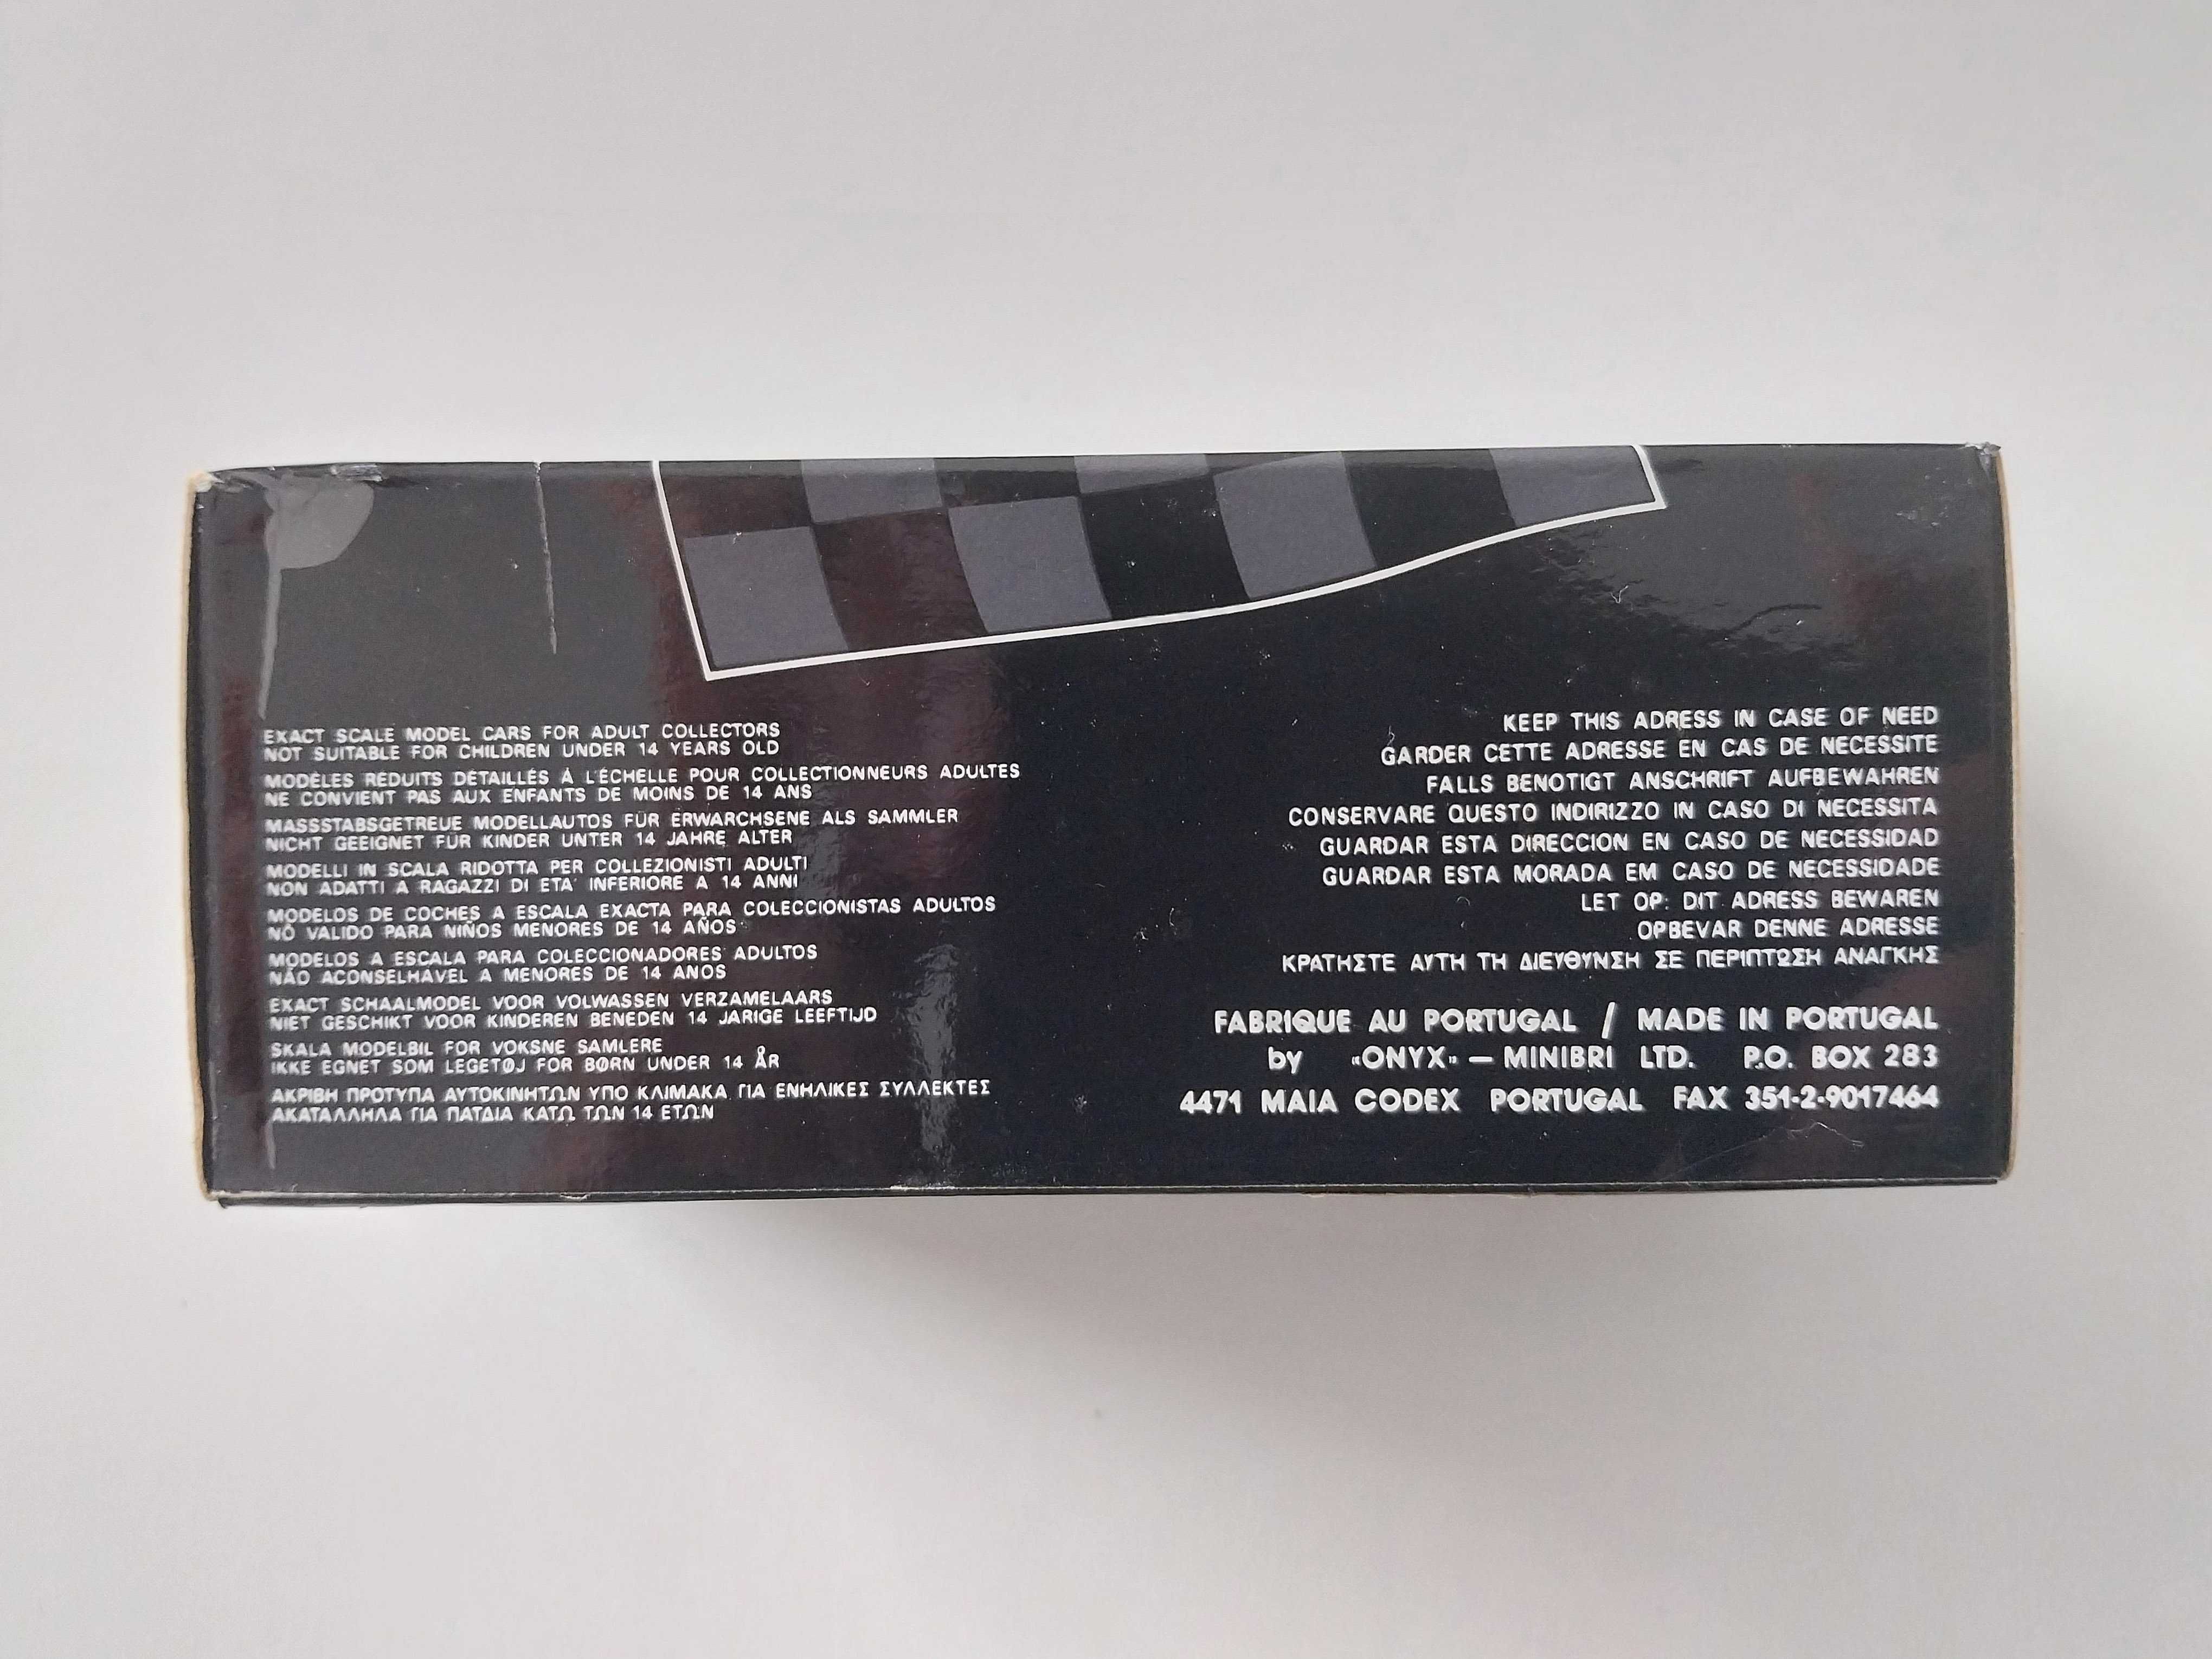 EXACT SCALE MODEL CARS FOR ADULT COLLECTORS
NOT SUITABLE FOR CHILDREN UNDER 14 YEARS OLD
MODÈLES RÉDUITS DÉTAILLÉS À L'ÉCHELLE POUR COLLECTIONNEURS ADULTES
NE CONVIENT PAS AUX ENFANTS DE MOINS DE 14 ANS
MASSSTABSGETREUE MODELLAUTOS FÜR ERWARCHSENE ALS SAMMLER
NICHT GEEIGNET FÜR KINDER UNTER 14 JAHRE ALTER
MODELLI IN SCALA RIDOTTA PER COLLEZIONISTI ADULTI
NON ADATTI A RAGAZZI DI ETA' INFERIORE A 14 ANNI
MODELOS DE COCHES A ESCALA EXACTA PARA COLECCIONISTAS ADULTOS
NO VALIDO PARA NIÑOS MENORES DE 14 AÑOS
MODELOS A ESCALA PARA COLECCIONADORES ADULTOS
NÃO ACONSELHAVEL A MENORES DE 14 ANOS
EXACT SCHAALMODEL VOOR VOLWASSEN VERZAMELAARS
NIET GESCHIKT VOOR KINDEREN BENEDEN 14 JARIGE LEEFTIJD
SKALA MODELBIL FOR VOKSNE SAMLERE
IKKE EGNET SOM LEGETØJ FOR BØRN UNDER 14 ÅR
ΑΚΡΙΒΗ ΠΡΟΤΥΠΑ ΑΥΤΟΚΙΝΗΤΩΝ ΥΠΟ ΚΛΙΜΑΚΑ ΓΙΑ ΕΝΗΛΙΚΕΣ ΣΥΛΛΕΚΤΕΣ
ΑΚΑΤΑΛΛΗΛΑ ΓΙΑ ΠΑΤΔΙΑ ΚΑΤΩ ΤΩΝ 14 ΕΤΩΝ
KEEP THIS ADRESS IN CASE OF NEED
GARDER CETTE ADRESSE EN CAS DE NECESSITE
FALLS BENOTIGT ANSCHRIFT AUFBEWAHREN
CONSERVARE QUESTO INDIRIZZO IN CASO DI NECESSITA
GUARDAR ESTA DIRECCION EN CASO DE NECESSIDAD
GUARDAR ESTA MORADA EM CASO DE NECESSIDADE
LET OP: DIT ADRESS BEWAREN
OPBEVAR DENNE ADRESSE
ΚΡΑΤΗΣΤΕ ΑΥΤΗ ΤΗ ΔΙΕΥΘΥΝΣΗ ΣΕ ΠΕΡΙΠΤΩΣΗ ΑΝΑΓΚΗΣ
FABRIQUE AU PORTUGAL / MADE IN PORTUGAL
by «ONYX» — MINIBRI LTD. P.O. BOX 283
4471 MAIA CODEX PORTUGAL FAX 351-2-9017464